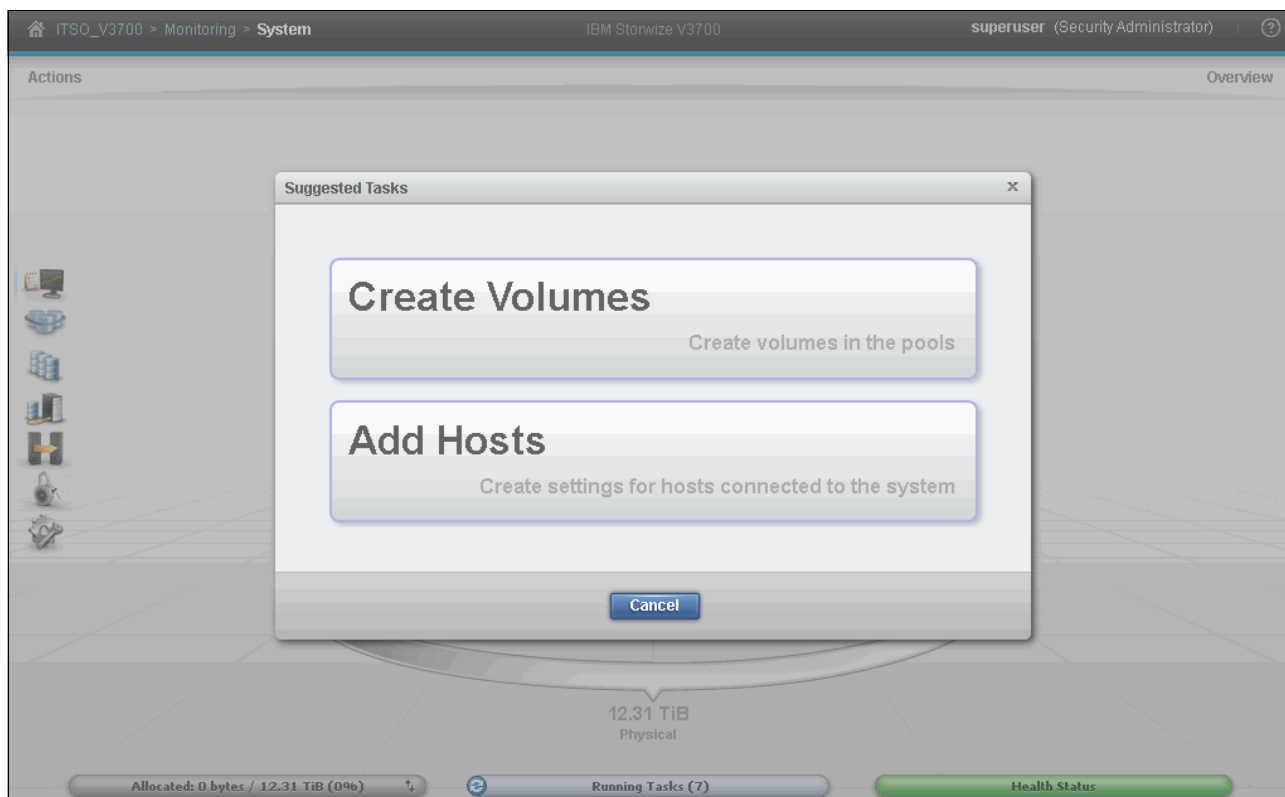 ITSO_V3700 > Monitoring > System
IBM Storwize V3700
superuser (Security Administrator)
?
Actions
Overview
Suggested Tasks
x
Create Volumes
Create volumes in the pools
Add Hosts
Create settings for hosts connected to the system
Cancel
12.31 TiB
Physical
Allocated: 0 bytes / 12.31 TiB (0%)
Running Tasks (7)
Health Status